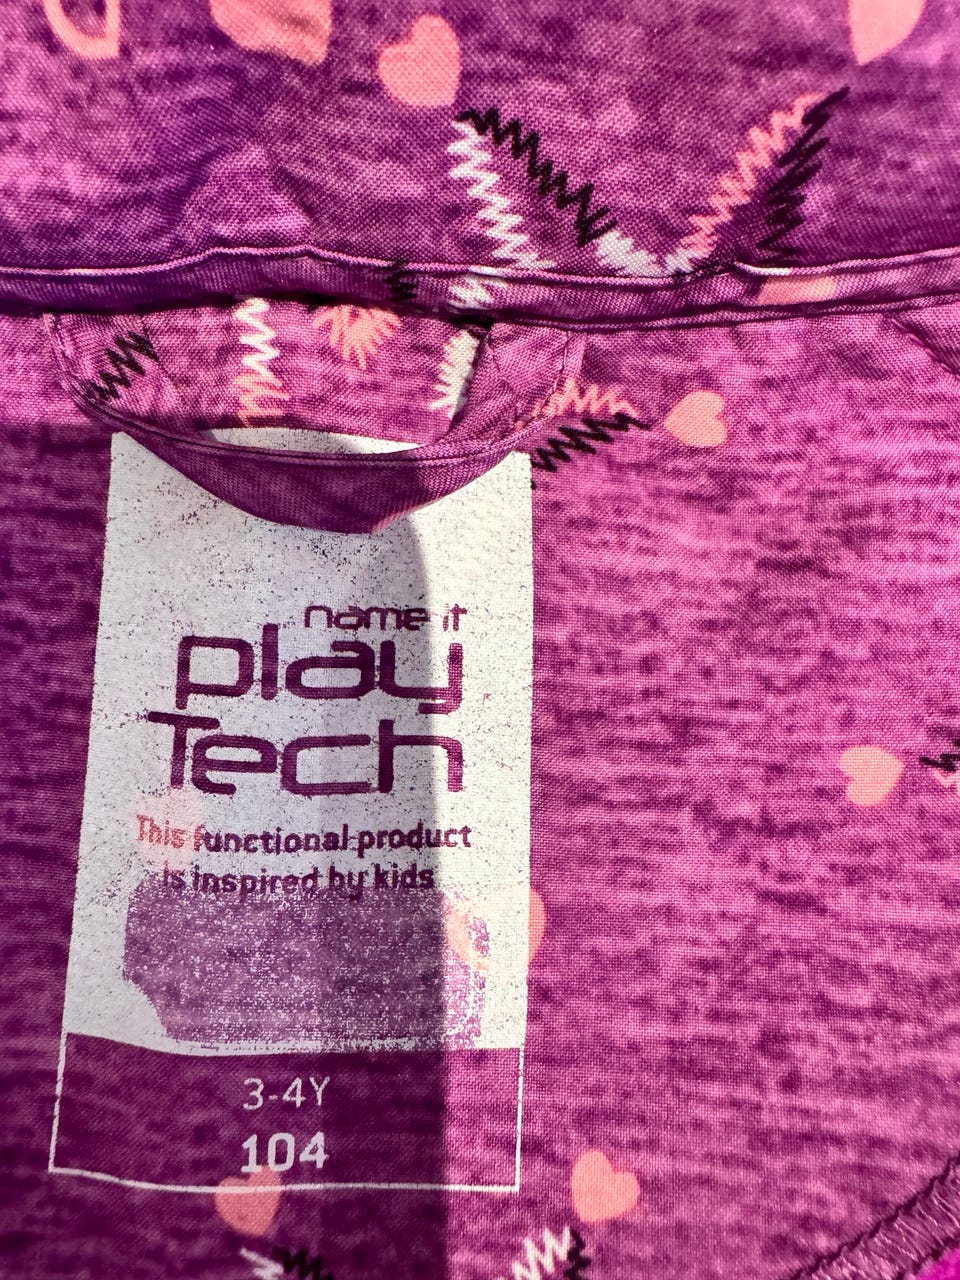 name it
play
Tech
This functional product
is inspired by kids
3-4Y
104